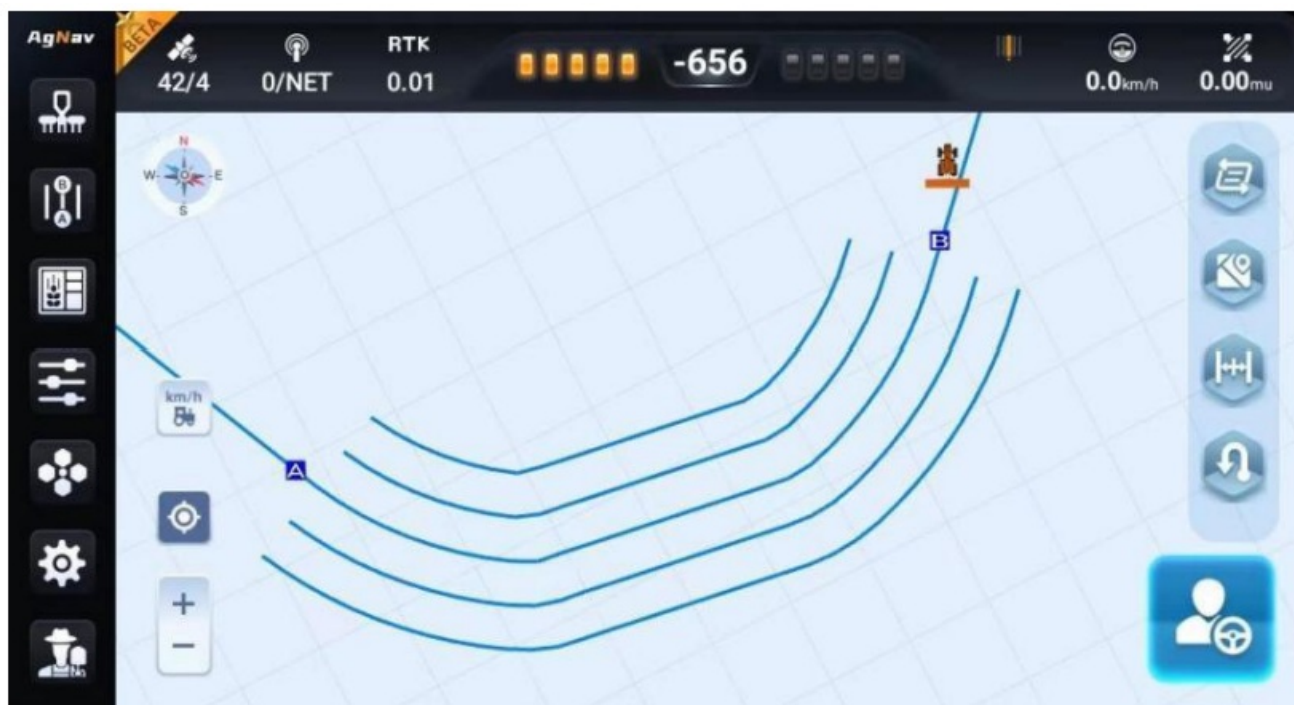 AgNav
BETA
42/4
0/NET
RTK
0.01
-656
0.0km/h
0.00mu
N
W
E
S
B
A
B
A
km/h
+
−